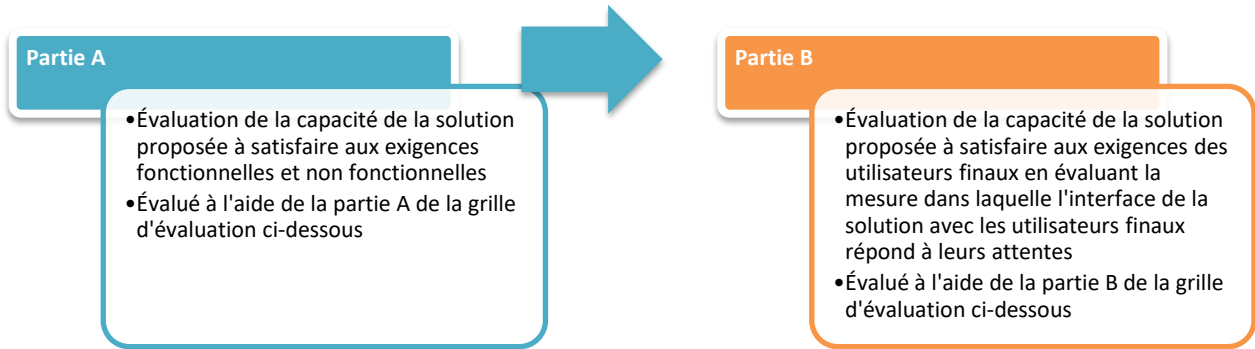 Partie A
•Évaluation de la capacité de la solution
proposée à satisfaire aux exigences
fonctionnelles et non fonctionnelles
•Évalué à l'aide de la partie A de la grille
d'évaluation ci-dessous
Partie B
•Évaluation de la capacité de la solution
proposée à satisfaire aux exigences des
utilisateurs finaux en évaluant la
mesure dans laquelle l'interface de la
solution avec les utilisateurs finaux
répond à leurs attentes
•Évalué à l'aide de la partie B de la grille
d'évaluation ci-dessous